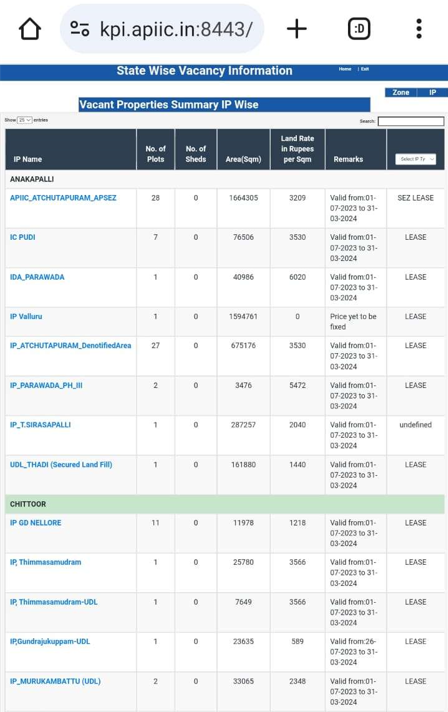 kpi.apiic.in:8443/
:D
State Wise Vacancy Information
Home | Exit
Zone IP
Vacant Properties Summary IP Wise
Show 25 entries
Search:
IP Name No. of Plots No. of Sheds Area(Sqm) Land Rate in Rupees per Sqm Remarks Select IP Ty
ANAKAPALLI
APIIC_ATCHUTAPURAM_APSEZ 28 0 1664305 3209 Valid from:01-07-2023 to 31-03-2024 SEZ LEASE
IC PUDI 7 0 76506 3530 Valid from:01-07-2023 to 31-03-2024 LEASE
IDA_PARAWADA 1 0 40986 6020 Valid from:01-07-2023 to 31-03-2024 LEASE
IP Valluru 1 0 1594761 0 Price yet to be fixed LEASE
IP_ATCHUTAPURAM_DenotifiedArea 27 0 675176 3530 Valid from:01-07-2023 to 31-03-2024 LEASE
IP_PARAWADA_PH_III 2 0 3476 5472 Valid from:01-07-2023 to 31-03-2024 LEASE
IP_T.SIRASAPALLI 1 0 287257 2040 Valid from:01-07-2023 to 31-03-2024 undefined
UDL_THADI (Secured Land Fill) 1 0 161880 1440 Valid from:01-07-2023 to 31-03-2024 LEASE
CHITTOOR
IP GD NELLORE 11 0 11978 1218 Valid from:01-07-2023 to 31-03-2024 LEASE
IP, Thimmasamudram 1 0 25780 3566 Valid from:01-07-2023 to 31-03-2024 LEASE
IP, Thimmasamudram-UDL 1 0 7649 3566 Valid from:01-07-2023 to 31-03-2024 LEASE
IP,Gundrajukuppam-UDL 1 0 23635 589 Valid from:26-07-2023 to 31-03-2024 LEASE
IP_MURUKAMBATTU (UDL) 2 0 33065 2348 Valid from:01-07-2023 to 31-03-2024 LEASE